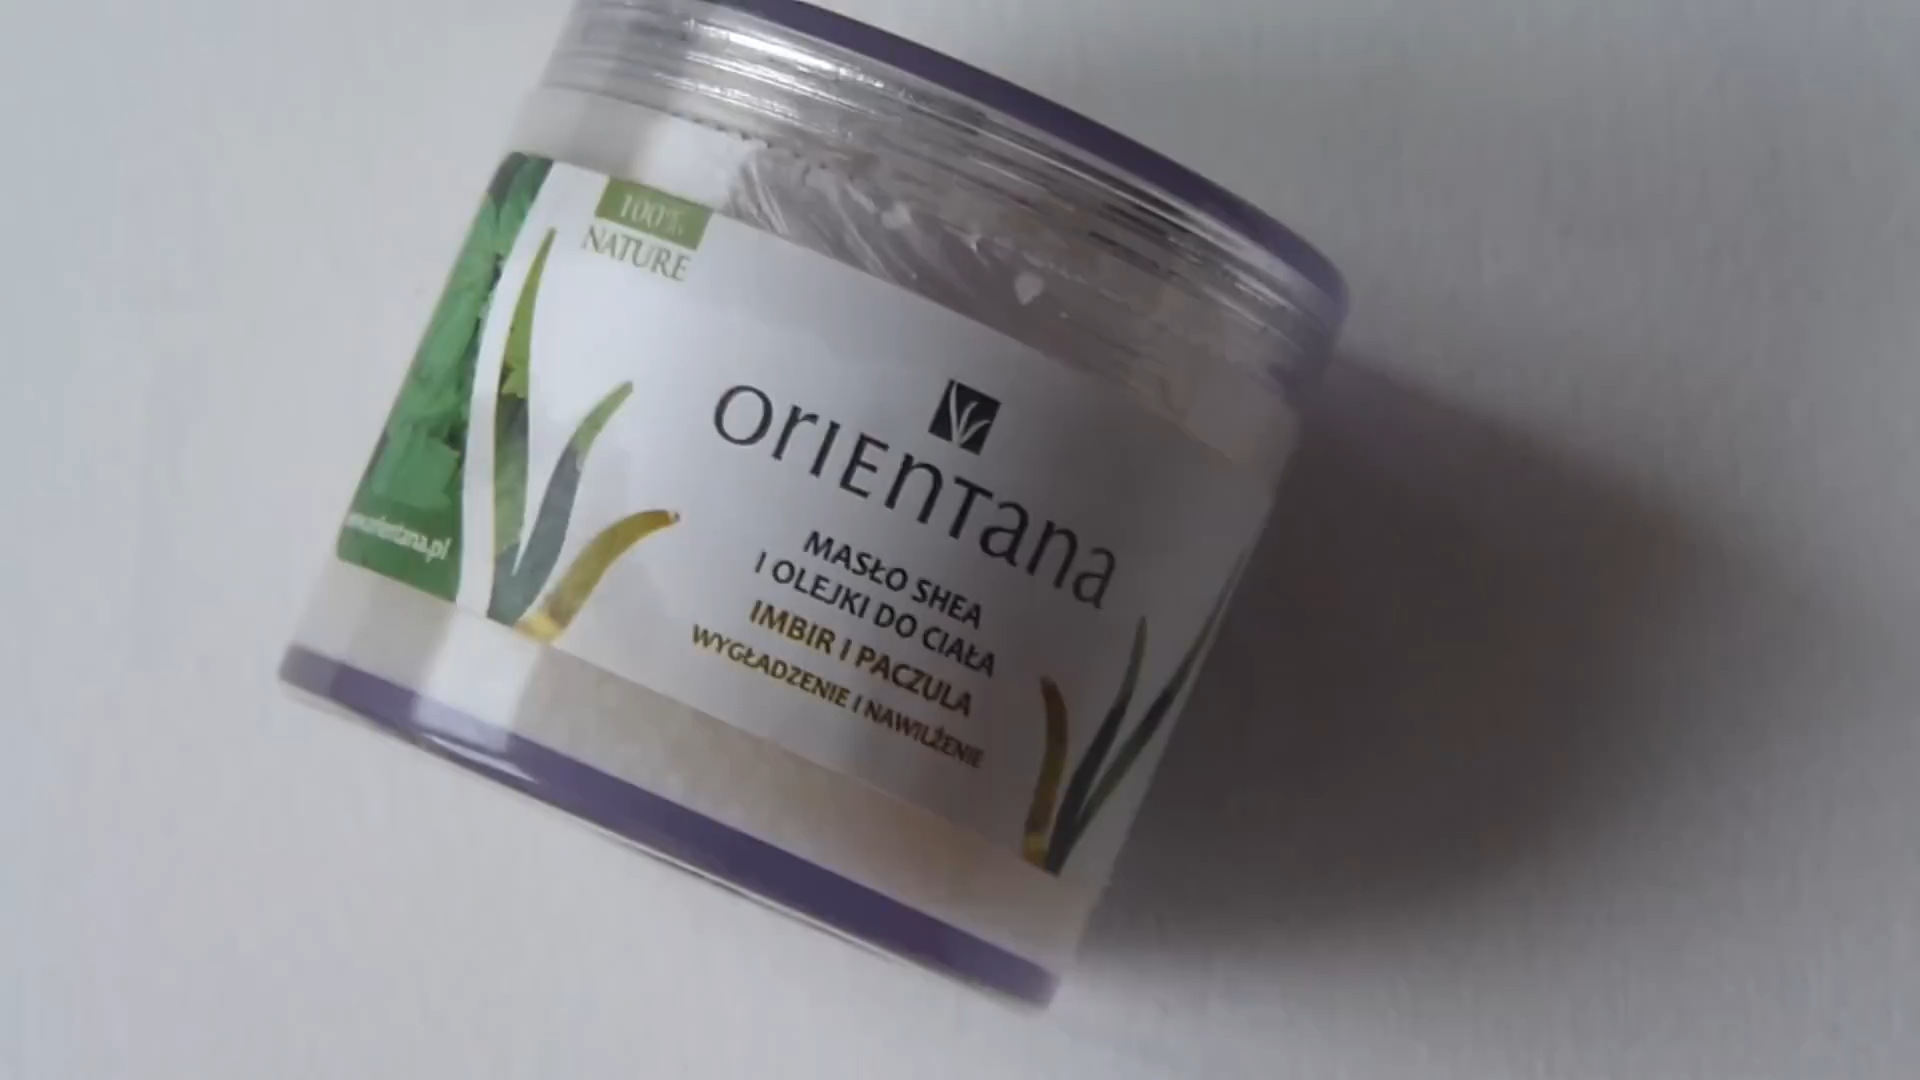 100%
NATURE
ORIENTANA
MASŁO SHEA
I OLEJKI DO CIAŁA
IMBIR I PACZULA
WYGŁADZENIE I NAWILŻENIE
www.orientana.pl